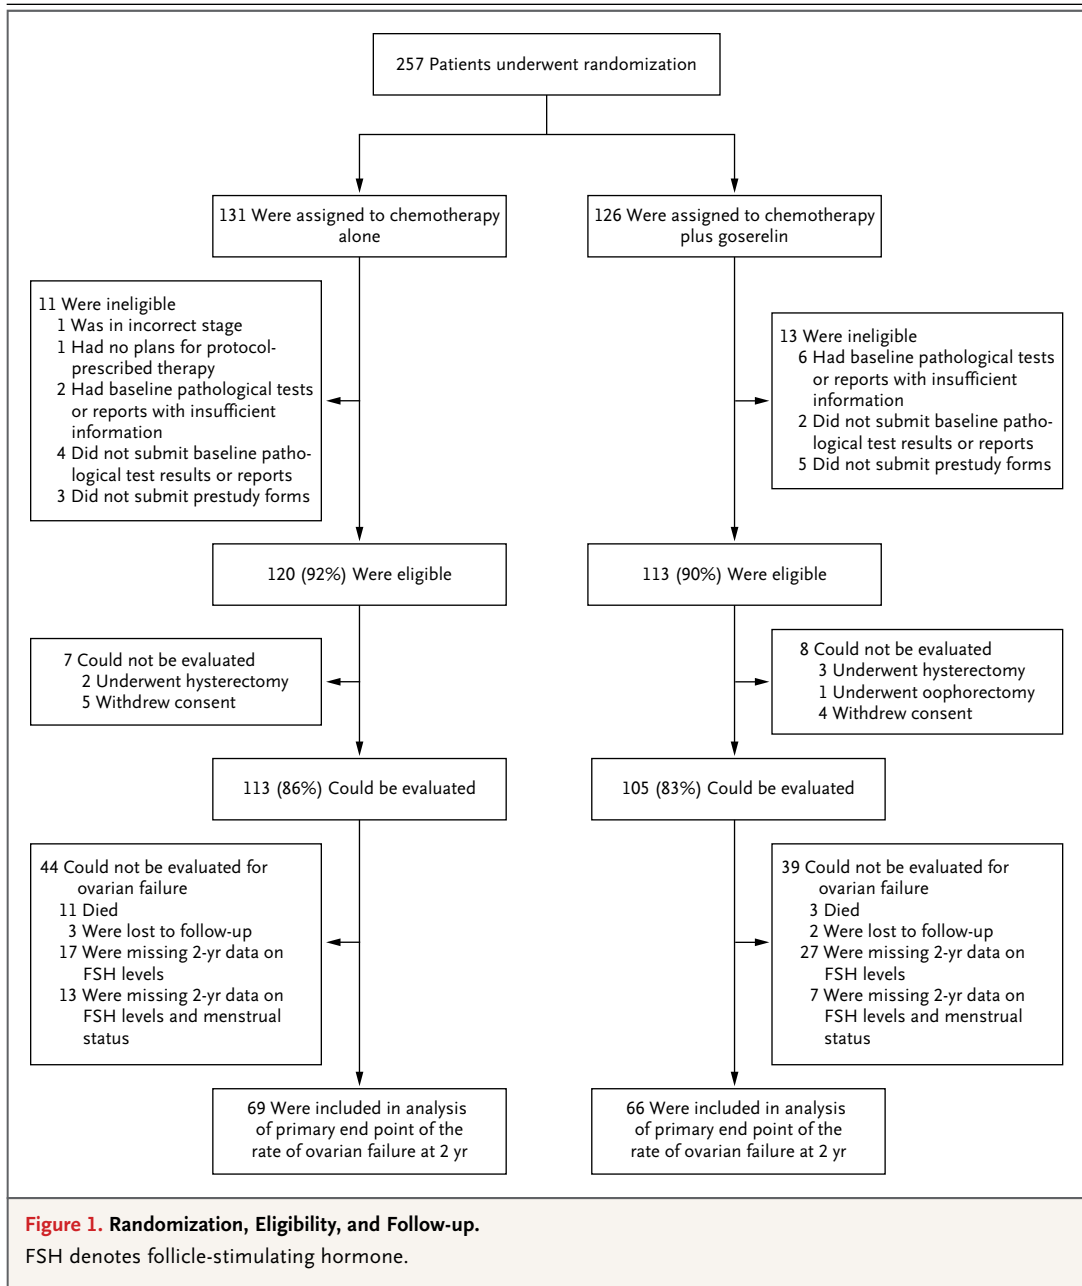 257 Patients underwent randomization
131 Were assigned to chemotherapy
alone
126 Were assigned to chemotherapy
plus goserelin
11 Were ineligible
1 Was in incorrect stage
1 Had no plans for protocol-
prescribed therapy
2 Had baseline pathological tests
or reports with insufficient
information
4 Did not submit baseline patho-
logical test results or reports
3 Did not submit prestudy forms
13 Were ineligible
6 Had baseline pathological tests
or reports with insufficient
information
2 Did not submit baseline patho-
logical test results or reports
5 Did not submit prestudy forms
120 (92%) Were eligible
113 (90%) Were eligible
7 Could not be evaluated
2 Underwent hysterectomy
5 Withdrew consent
8 Could not be evaluated
3 Underwent hysterectomy
1 Underwent oophorectomy
4 Withdrew consent
113 (86%) Could be evaluated
105 (83%) Could be evaluated
44 Could not be evaluated for
ovarian failure
11 Died
3 Were lost to follow-up
17 Were missing 2-yr data on
FSH levels
13 Were missing 2-yr data on
FSH levels and menstrual
status
39 Could not be evaluated for
ovarian failure
3 Died
2 Were lost to follow-up
27 Were missing 2-yr data on
FSH levels
7 Were missing 2-yr data on
FSH levels and menstrual
status
69 Were included in analysis
of primary end point of the
rate of ovarian failure at 2 yr
66 Were included in analysis
of primary end point of the
rate of ovarian failure at 2 yr
Figure 1. Randomization, Eligibility, and Follow-up.
FSH denotes follicle-stimulating hormone.